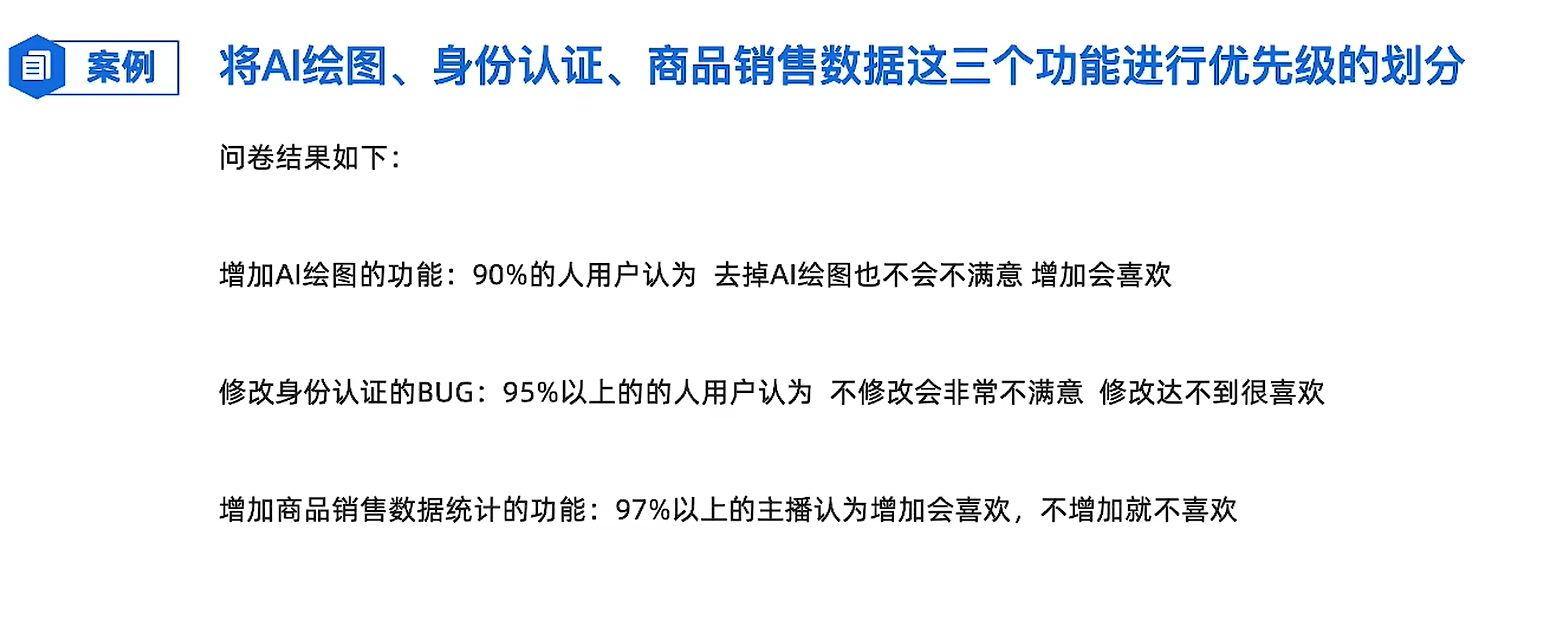 案例
将AI绘图、身份认证、商品销售数据这三个功能进行优先级的划分
问卷结果如下：
增加AI绘图的功能：90%的人用户认为 去掉AI绘图也不会不满意 增加会喜欢
修改身份认证的BUG：95%以上的的人用户认为 不修改会非常不满意 修改达不到很喜欢
增加商品销售数据统计的功能：97%以上的主播认为增加会喜欢，不增加就不喜欢